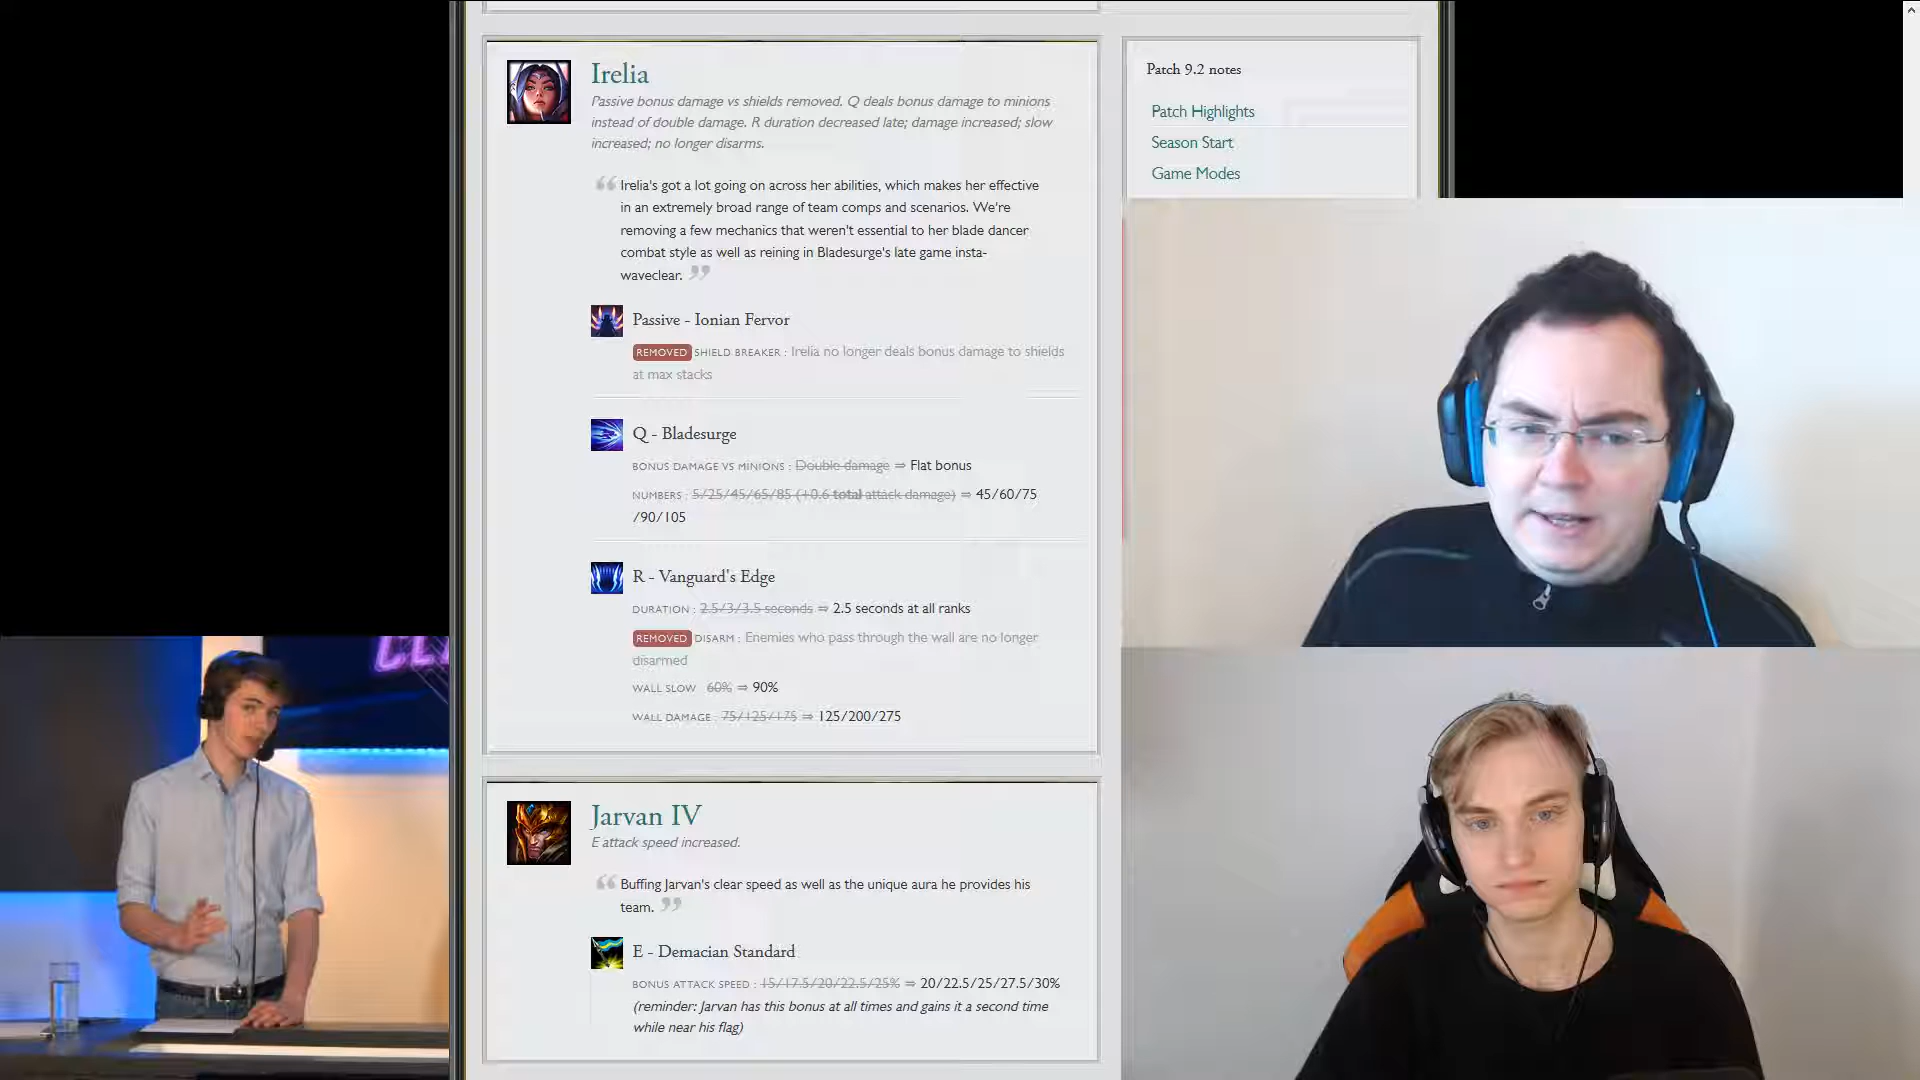 Irelia
Passive bonus damage vs shields removed. Q deals bonus damage to minions
instead of double damage. R duration decreased late; damage increased; slow
increased; no longer disarms.
Irelia's got a lot going on across her abilities, which makes her effective
in an extremely broad range of team comps and scenarios. We're
removing a few mechanics that weren't essential to her blade dancer
combat style as well as reining in Bladesurge's late game insta-
waveclear.
Passive - Ionian Fervor
REMOVED SHIELD BREAKER : Irelia no longer deals bonus damage to shields
at max stacks
Q - Bladesurge
BONUS DAMAGE VS MINIONS : Double damage ⇒ Flat bonus
NUMBERS : 5/25/45/65/85 (+0.6 total attack damage) ⇒ 45/60/75
/90/105
R - Vanguard's Edge
DURATION : 2.5/3/3.5 seconds ⇒ 2.5 seconds at all ranks
REMOVED DISARM : Enemies who pass through the wall are no longer
disarmed
WALL SLOW 60% ⇒ 90%
WALL DAMAGE : 75/125/175 ⇒ 125/200/275
Jarvan IV
E attack speed increased.
Buffing Jarvan's clear speed as well as the unique aura he provides his
team.
E - Demacian Standard
BONUS ATTACK SPEED : 15/17.5/20/22.5/25% ⇒ 20/22.5/25/27.5/30%
(reminder: Jarvan has this bonus at all times and gains it a second time
while near his flag)
Patch 9.2 notes
Patch Highlights
Season Start
Game Modes